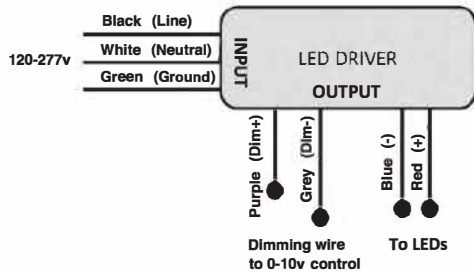 Black (Line)
White (Neutral)
120-277v
Green (Ground)
INPUT
LED DRIVER
OUTPUT
Purple (Dim+)
Grey (Dim-)
Blue (-)
Red (+)
Dimming wire
to 0-10v control
To LEDs